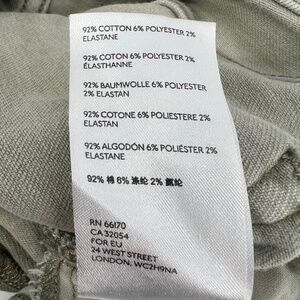 92% COTTON 6% POLYESTER 2%
ELASTANE
92% COTON 6% POLYESTER 2%
ÉLASTHANNE
92% BAUMWOLLE 6% POLYESTER
2% ELASTAN
92% COTONE 6% POLIESTERE 2%
ELASTAN
92% ALGODÓN 6% POLIÉSTER 2%
ELASTANE
92% 棉 6% 涤纶 2% 氨纶
RN 66170
CA 32054
FOR EU
24 WEST STREET
LONDON, WC2H9NA